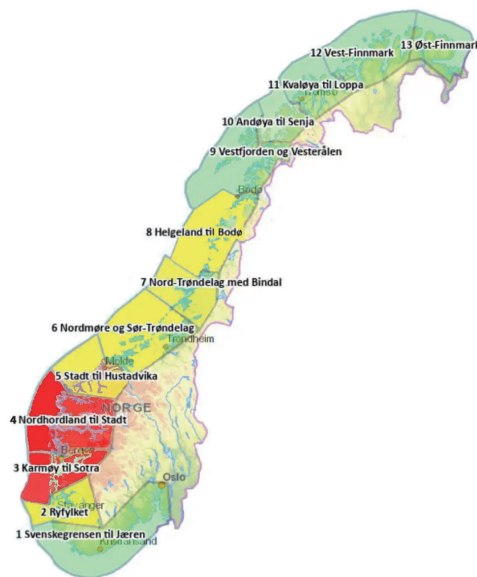 12 Vest-Finnmark
13 Øst-Finnmark
11 Kvaløya til Loppa
Tromsø
10 Andøya til Senja
9 Vestfjorden og Vesterålen
Bodø
8 Helgeland til Bodø
7 Nord-Trøndelag med Bindal
6 Nordmøre og Sør-Trøndelag
Trondheim
Molde
5 Stadt til Hustadvika
NORGE
4 Nordhordland til Stadt
Bergen
3 Karmøy til Sotra
Oslo
Stavanger
2 Ryfylket
1 Svenskegrensen til Jæren
Kristiansand